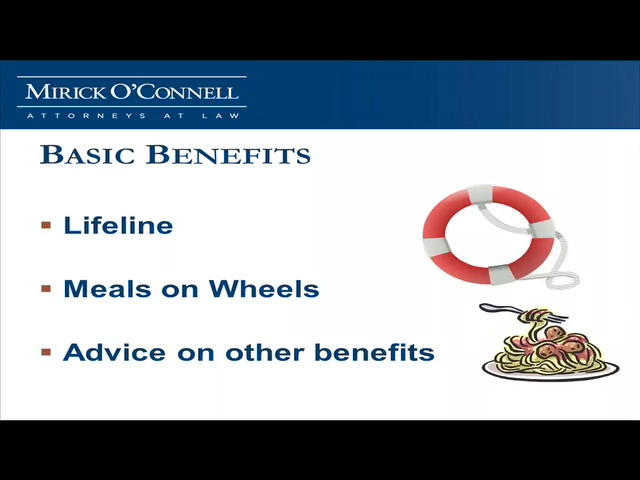 MIRICK O'CONNELL
ATTORNEYS AT LAW
BASIC BENEFITS
Lifeline
Meals on Wheels
Advice on other benefits